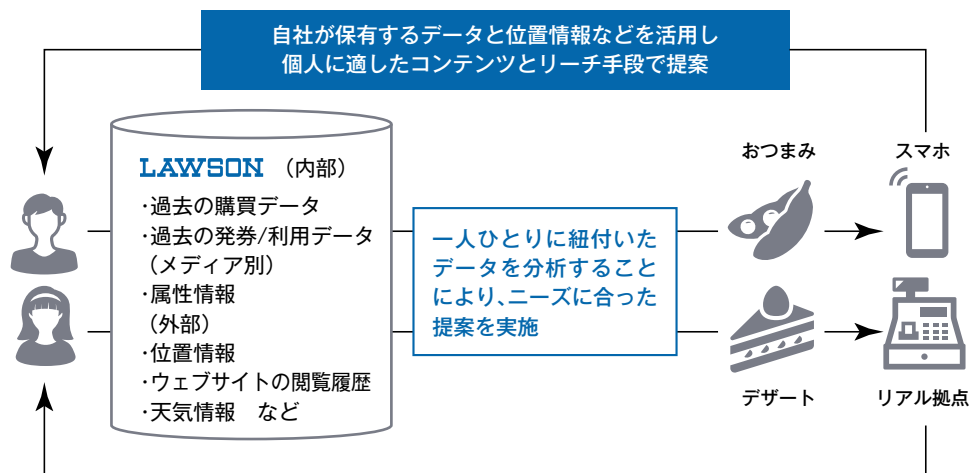 自社が保有するデータと位置情報などを活用し
個人に適したコンテンツとリーチ手段で提案
LAWSON （内部）
・過去の購買データ
・過去の発券/利用データ
（メディア別）
・属性情報
（外部）
・位置情報
・ウェブサイトの閲覧履歴
・天気情報　など
一人ひとりに紐付いた
データを分析すること
により、ニーズに合った
提案を実施
おつまみ
スマホ
デザート
リアル拠点